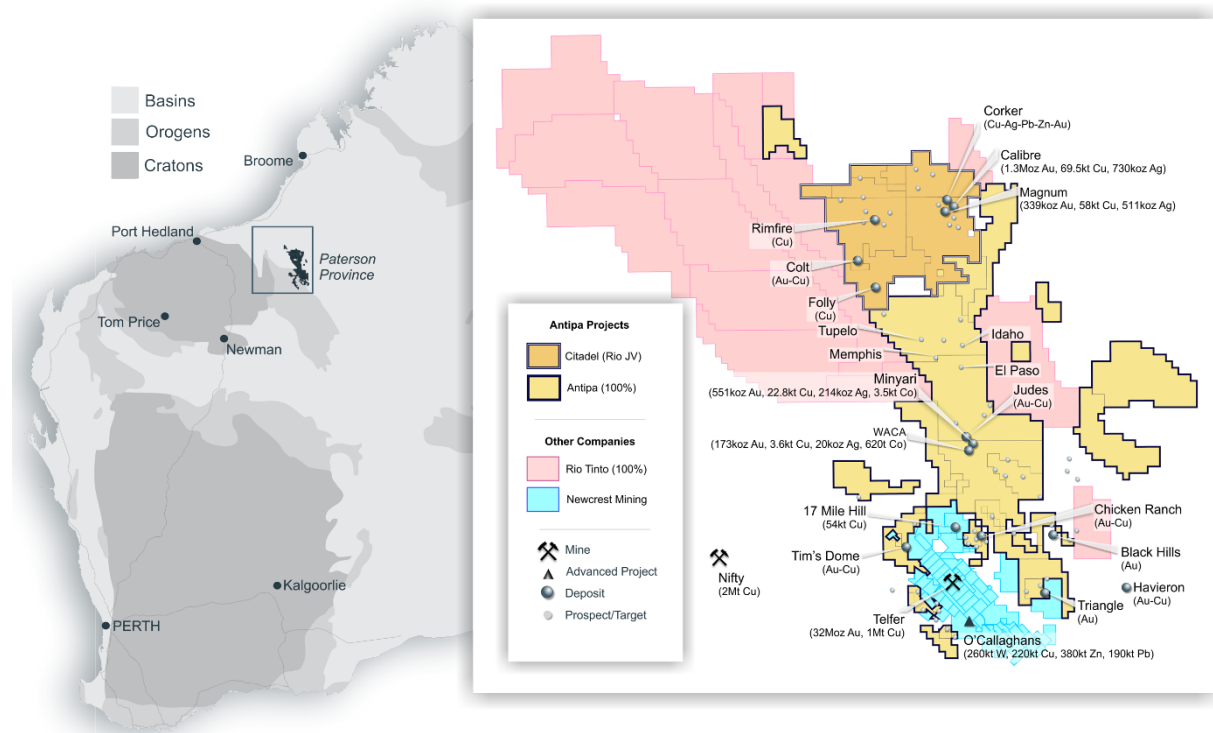 Basins
Orogens
Cratons
Broome
Port Hedland
Paterson
Province
Tom Price
Newman
Kalgoorlie
PERTH
Antipa Projects
Citadel (Rio JV)
Antipa (100%)
Other Companies
Rio Tinto (100%)
Newcrest Mining
Mine
Advanced Project
Deposit
Prospect/Target
Corker
(Cu-Ag-Pb-Zn-Au)
Calibre
(1.3Moz Au, 69.5kt Cu, 730koz Ag)
Magnum
(339koz Au, 58kt Cu, 511koz Ag)
Rimfire
(Cu)
Colt
(Au-Cu)
Folly
(Cu)
Tupelo
Idaho
Memphis
El Paso
Minyari
(551koz Au, 22.8kt Cu, 214koz Ag, 3.5kt Co)
Judes
(Au-Cu)
WACA
(173koz Au, 3.6kt Cu, 20koz Ag, 620t Co)
17 Mile Hill
(54kt Cu)
Chicken Ranch
(Au-Cu)
Tim's Dome
(Au-Cu)
Black Hills
(Au)
Nifty
(2Mt Cu)
Havieron
(Au-Cu)
Triangle
(Au)
Telfer
(32Moz Au, 1Mt Cu)
O'Callaghans
(260kt W, 220kt Cu, 380kt Zn, 190kt Pb)